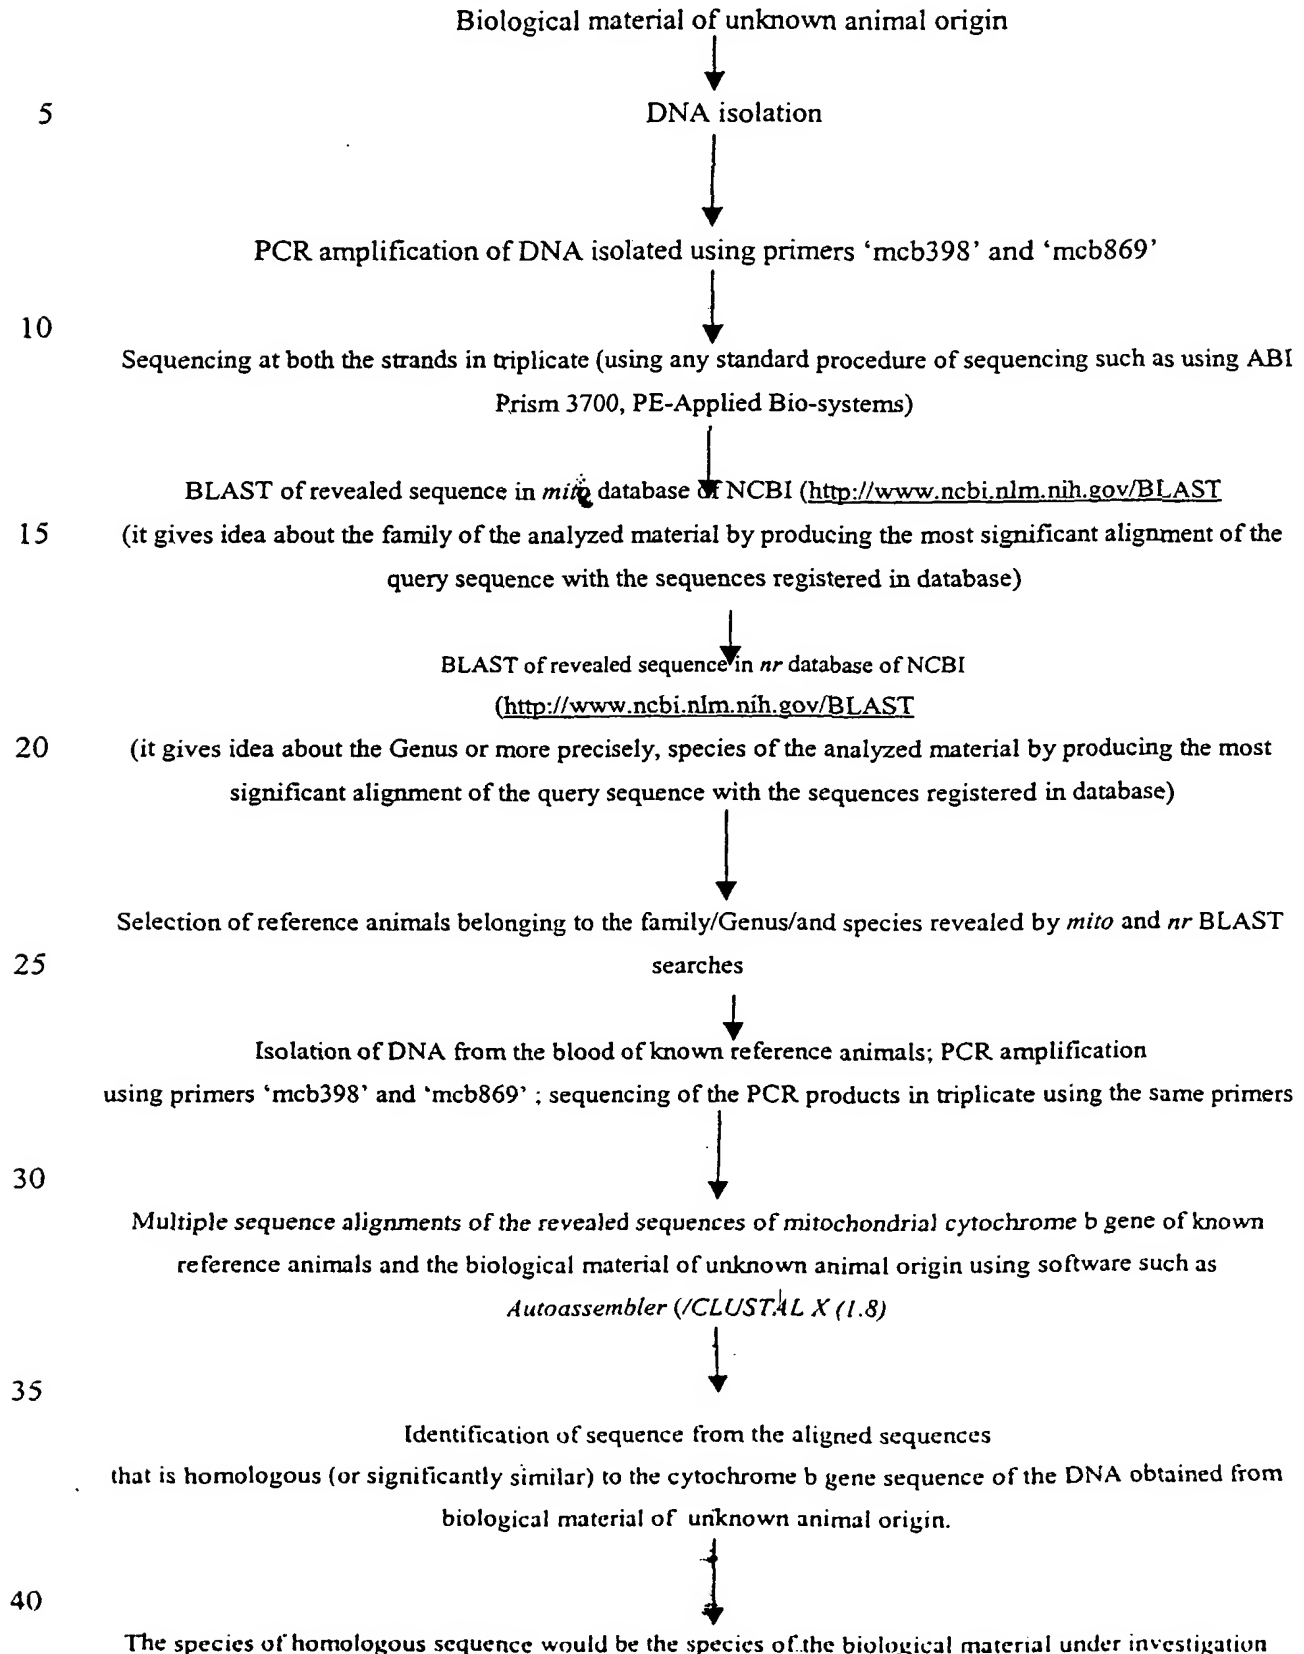 Biological material of unknown animal origin
5 DNA isolation
PCR amplification of DNA isolated using primers ‘mcb398’ and ‘mcb869’
10
Sequencing at both the strands in triplicate (using any standard procedure of sequencing such as using ABI
Prism 3700, PE-Applied Bio-systems)
BLAST of revealed sequence in mito database of NCBI (http://www.ncbi.nlm.nih.gov/BLAST
15 (it gives idea about the family of the analyzed material by producing the most significant alignment of the
query sequence with the sequences registered in database)
BLAST of revealed sequence in nr database of NCBI
(http://www.ncbi.nlm.nih.gov/BLAST
20 (it gives idea about the Genus or more precisely, species of the analyzed material by producing the most
significant alignment of the query sequence with the sequences registered in database)
Selection of reference animals belonging to the family/Genus/and species revealed by mito and nr BLAST
25 searches
Isolation of DNA from the blood of known reference animals; PCR amplification
using primers ‘mcb398’ and ‘mcb869’ ; sequencing of the PCR products in triplicate using the same primers
30
Multiple sequence alignments of the revealed sequences of mitochondrial cytochrome b gene of known
reference animals and the biological material of unknown animal origin using software such as
Autoassembler (/CLUSTAL X (1.8)
35
Identification of sequence from the aligned sequences
that is homologous (or significantly similar) to the cytochrome b gene sequence of the DNA obtained from
biological material of unknown animal origin.
40
The species of homologous sequence would be the species of the biological material under investigation